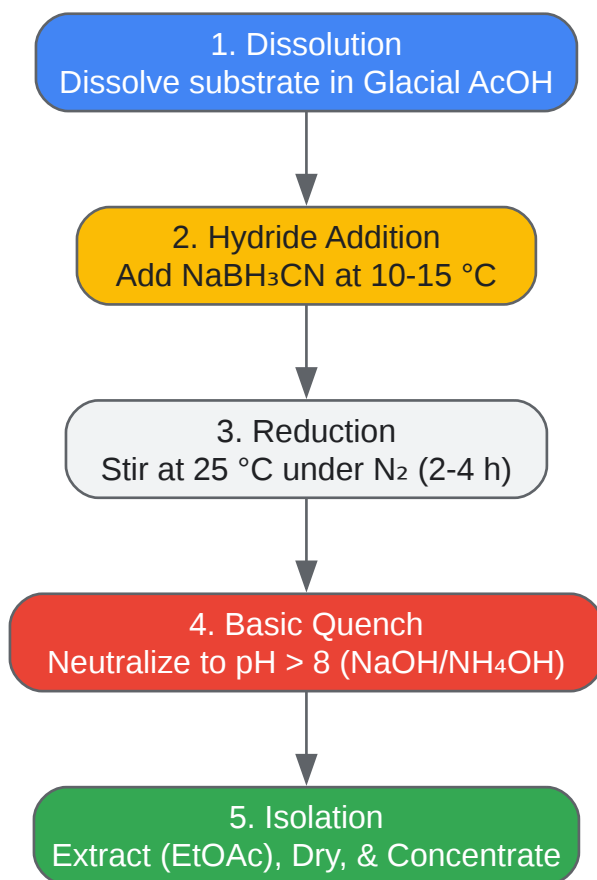 1. Dissolution
Dissolve substrate in Glacial AcOH
2. Hydride Addition
Add NaBH₃CN at 10-15 °C
3. Reduction
Stir at 25 °C under N₂ (2-4 h)
4. Basic Quench
Neutralize to pH > 8 (NaOH/NH₄OH)
5. Isolation
Extract (EtOAc), Dry, & Concentrate